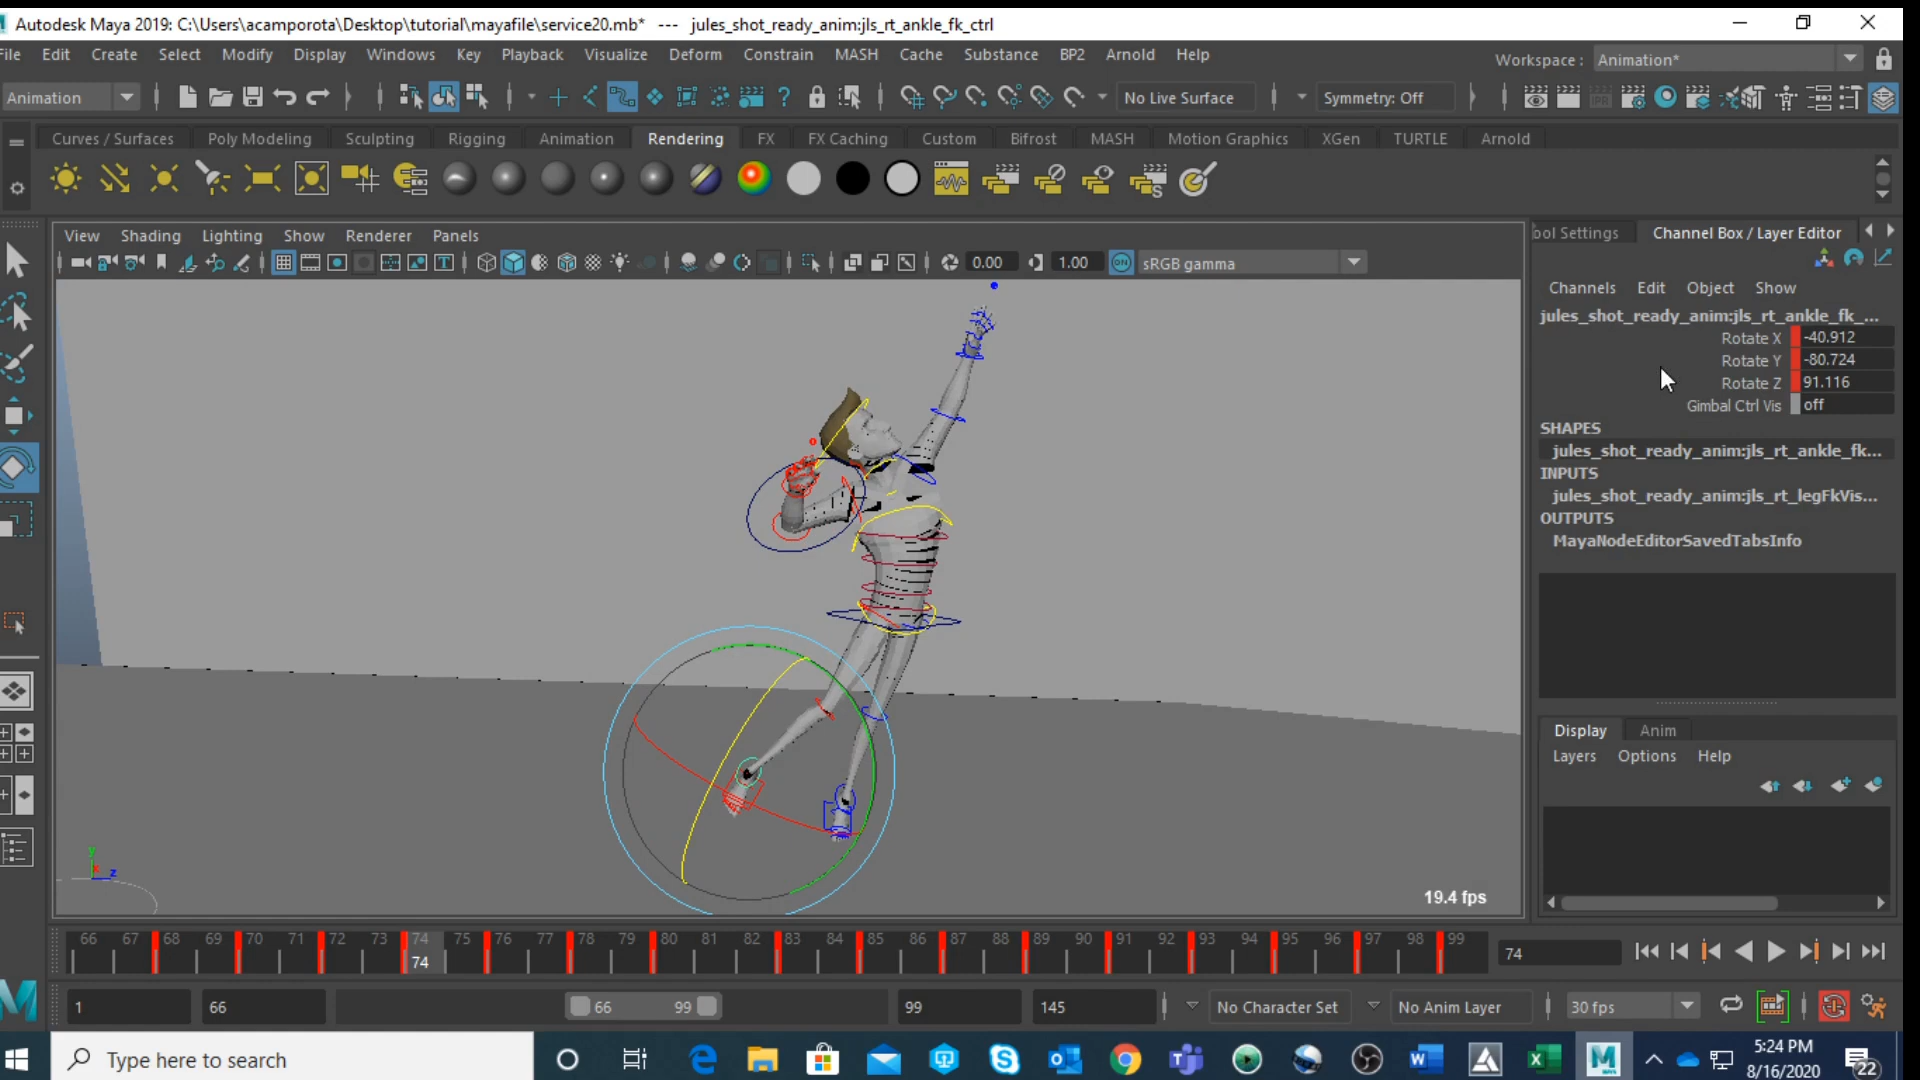 Autodesk Maya 2019: C:\Users\acamporota\Desktop\tutorial\mayafile\service20.mb* --- jules_shot_ready_anim:jls_rt_ankle_fk_ctrl
File Edit Create Select Modify Display Windows Key Playback Visualize Deform Constrain MASH Cache Substance BP2 Arnold Help
Workspace : Animation*
Animation No Live Surface Symmetry: Off
Curves / Surfaces Poly Modeling Sculpting Rigging Animation Rendering FX FX Caching Custom Bifrost MASH Motion Graphics XGen TURTLE Arnold
View Shading Lighting Show Renderer Panels
0.00 1.00 ON sRGB gamma
ool Settings Channel Box / Layer Editor
Channels Edit Object Show
jules_shot_ready_anim:jls_rt_ankle_fk_...
Rotate X -40.912
Rotate Y -80.724
Rotate Z 91.116
Gimbal Ctrl Vis off
SHAPES
jules_shot_ready_anim:jls_rt_ankle_fk...
INPUTS
jules_shot_ready_anim:jls_rt_legFkVis...
OUTPUTS
MayaNodeEditorSavedTabsInfo
Display Anim
Layers Options Help
y
x
z
19.4 fps
66 67 68 69 70 71 72 73 74 75 76 77 78 79 80 81 82 83 84 85 86 87 88 89 90 91 92 93 94 95 96 97 98 99
74
74
1 66 66 99 99 145 No Character Set No Anim Layer 30 fps
Type here to search
5:24 PM
8/16/2020
22